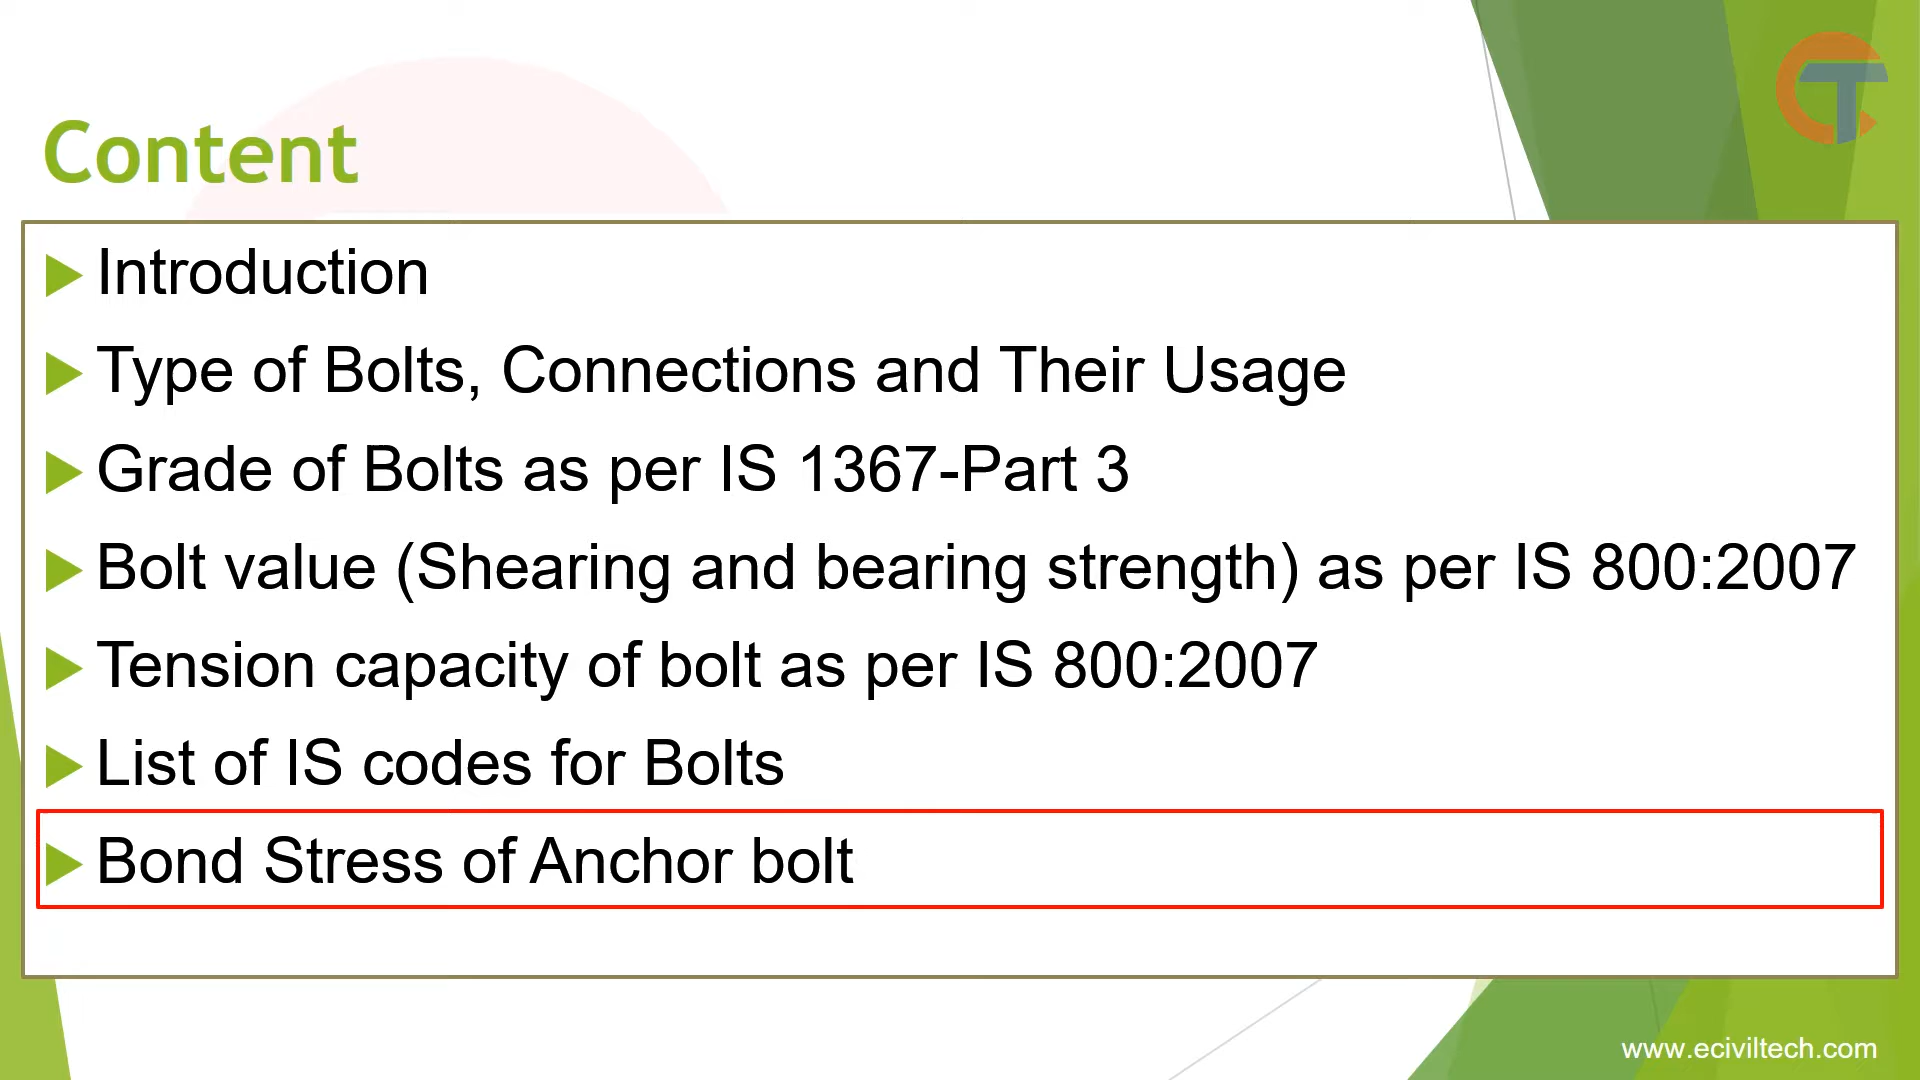 Content
Introduction
Type of Bolts, Connections and Their Usage
Grade of Bolts as per IS 1367-Part 3
Bolt value (Shearing and bearing strength) as per IS 800:2007
Tension capacity of bolt as per IS 800:2007
List of IS codes for Bolts
Bond Stress of Anchor bolt
www.eciviltech.com